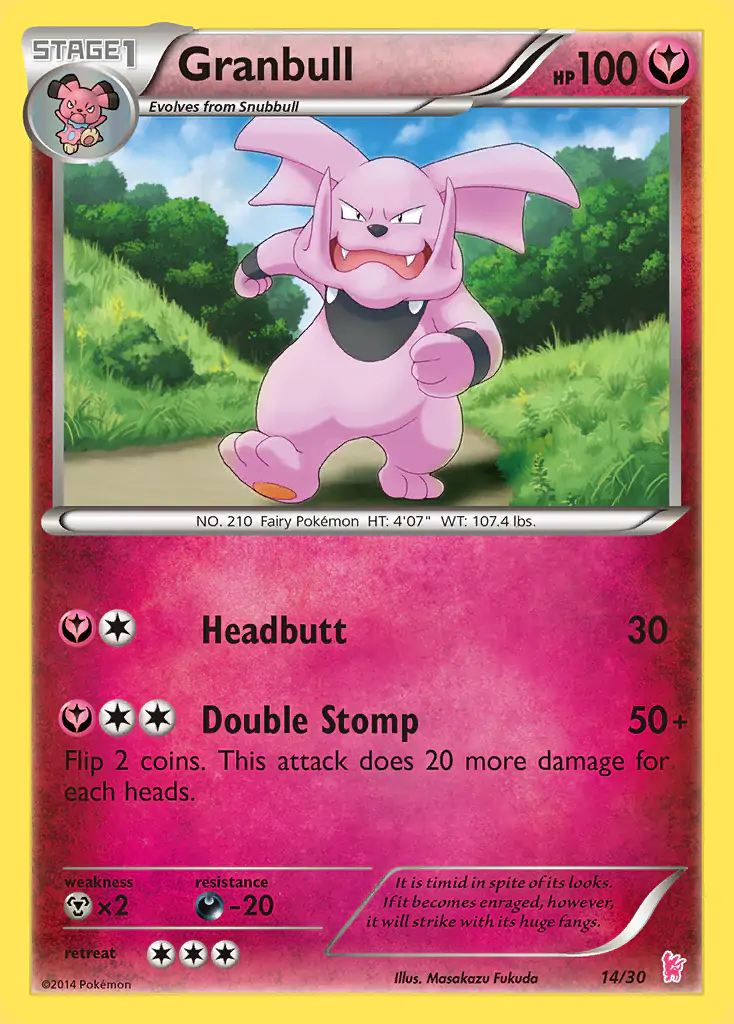 STAGE1
Granbull
HP100
Evolves from Snubbull
NO. 210 Fairy Pokémon HT: 4'07" WT: 107.4 lbs.
Headbutt 30
Double Stomp 50+
Flip 2 coins. This attack does 20 more damage for
each heads.
weakness
×2
resistance
-20
It is timid in spite of its looks.
If it becomes enraged, however,
it will strike with its huge fangs.
retreat
©2014 Pokémon
Illus. Masakazu Fukuda
14/30